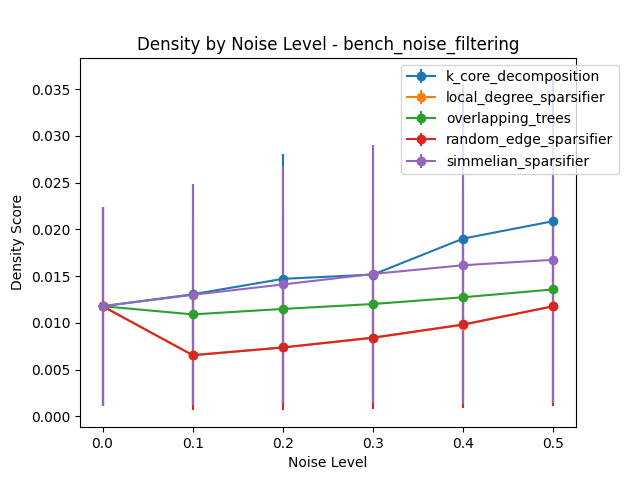 Density by Noise Level - bench_noise_filtering
k_core_decomposition
local_degree_sparsifier
overlapping_trees
random_edge_sparsifier
simmelian_sparsifier
Density Score
0.035
0.030
0.025
0.020
0.015
0.010
0.005
0.000
0.0 0.1 0.2 0.3 0.4 0.5
Noise Level